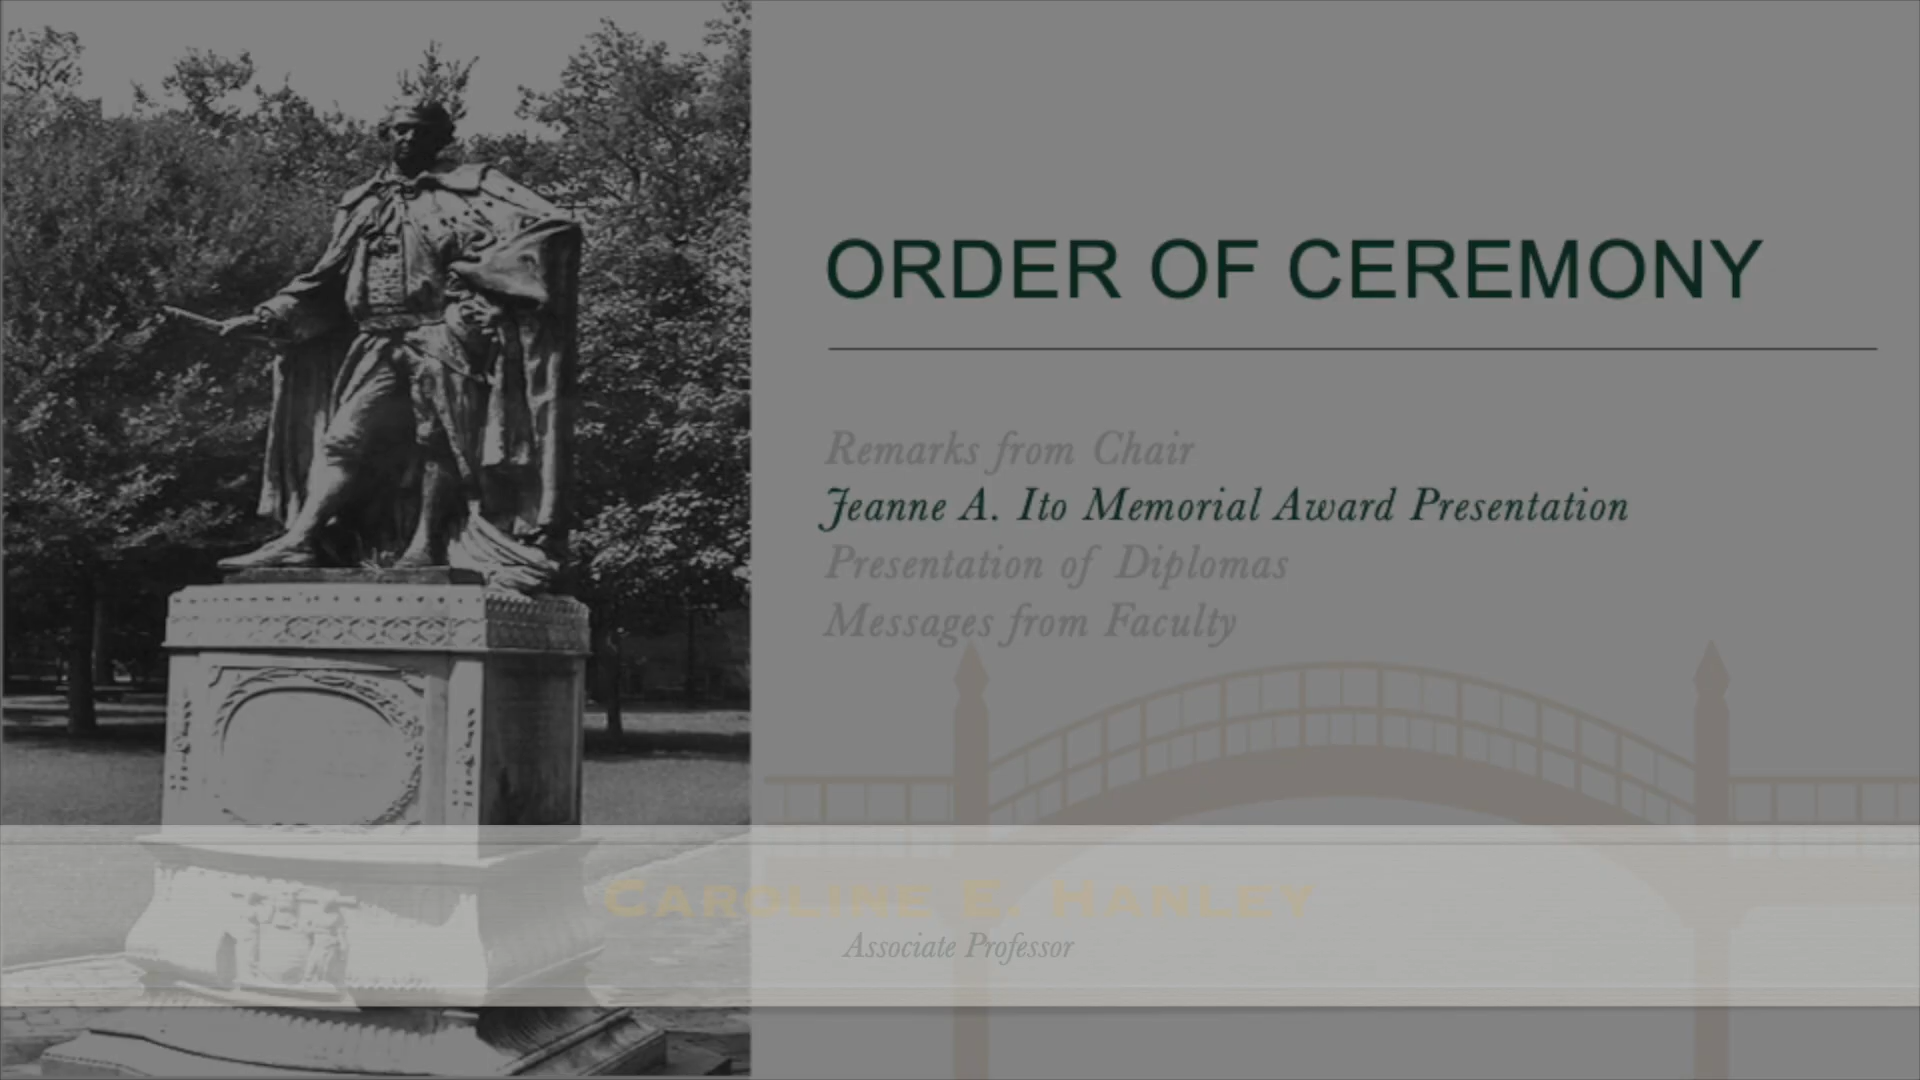 ORDER OF CEREMONY
Remarks from Chair
Jeanne A. Ito Memorial Award Presentation
Presentation of Diplomas
Messages from Faculty
CAROLINE E. HANLEY
Associate Professor